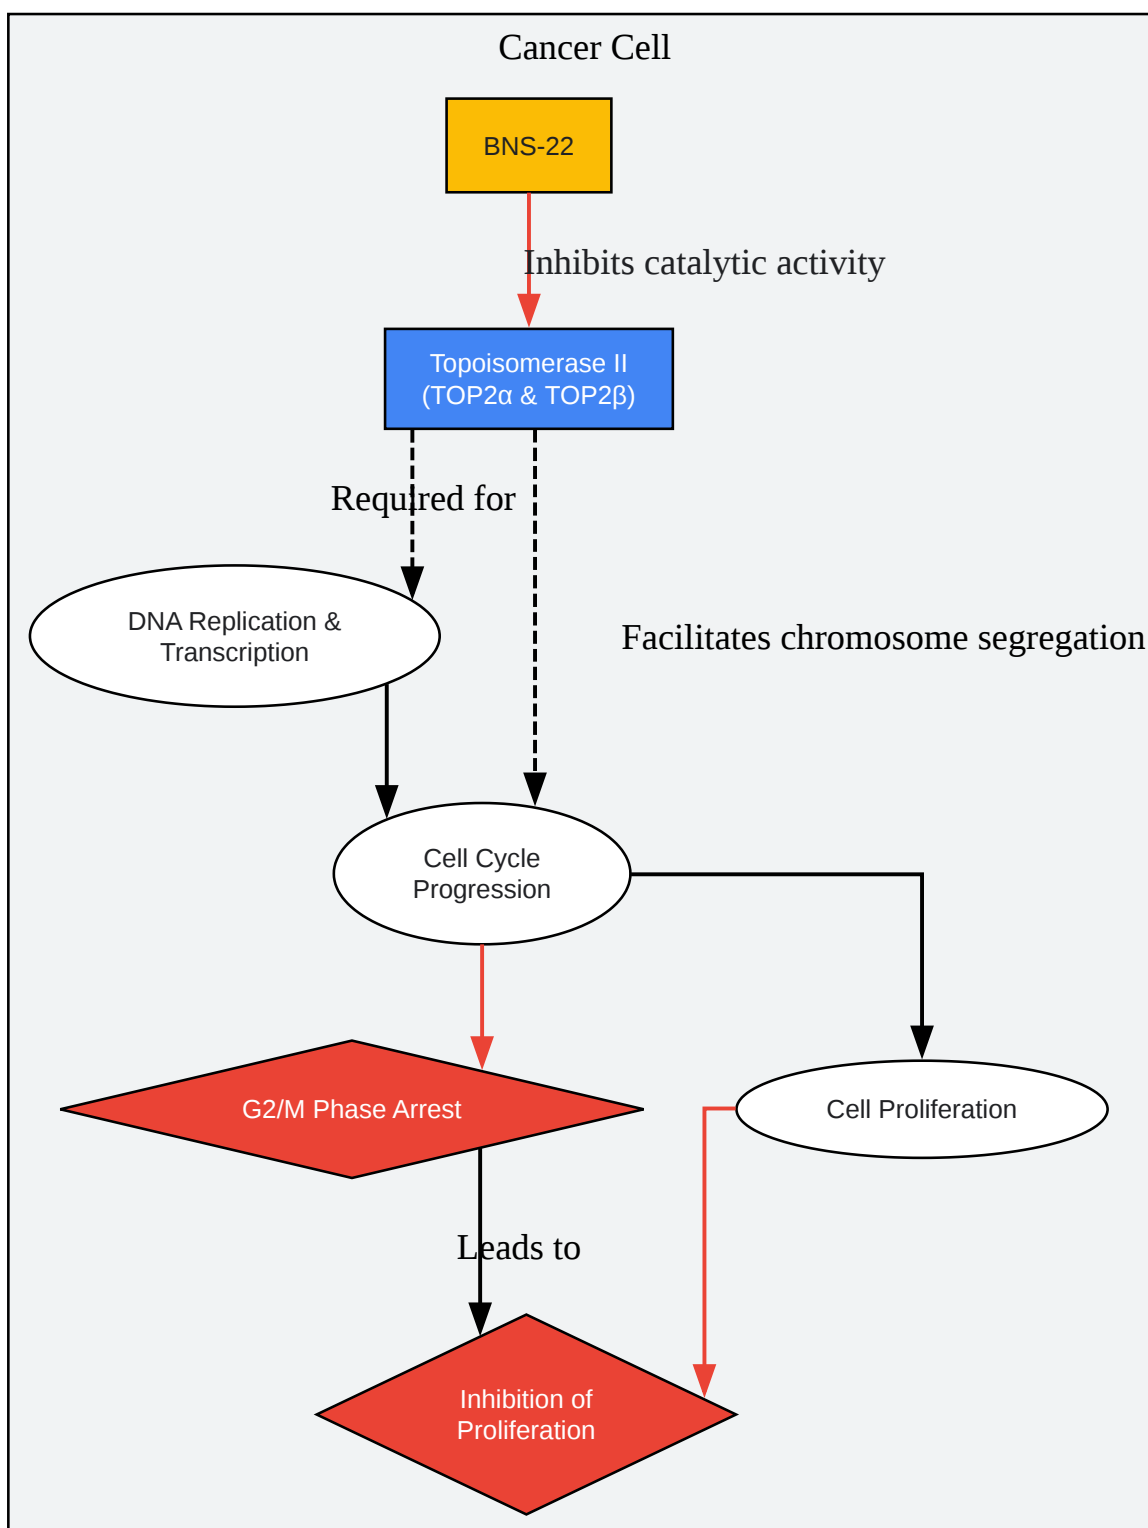 Cancer Cell
BNS-22
Inhibits catalytic activity
Topoisomerase II
(TOP2α & TOP2β)
Required for
DNA Replication &
Transcription
Facilitates chromosome segregation
Cell Cycle
Progression
G2/M Phase Arrest
Cell Proliferation
Leads to
Inhibition of
Proliferation